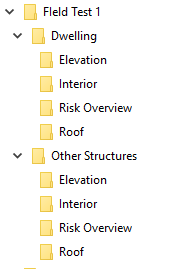 FIeld Test 1
Dwelling
Elevation
Interior
Risk Overview
Roof
Other Structures
Elevation
Interior
Risk Overview
Roof